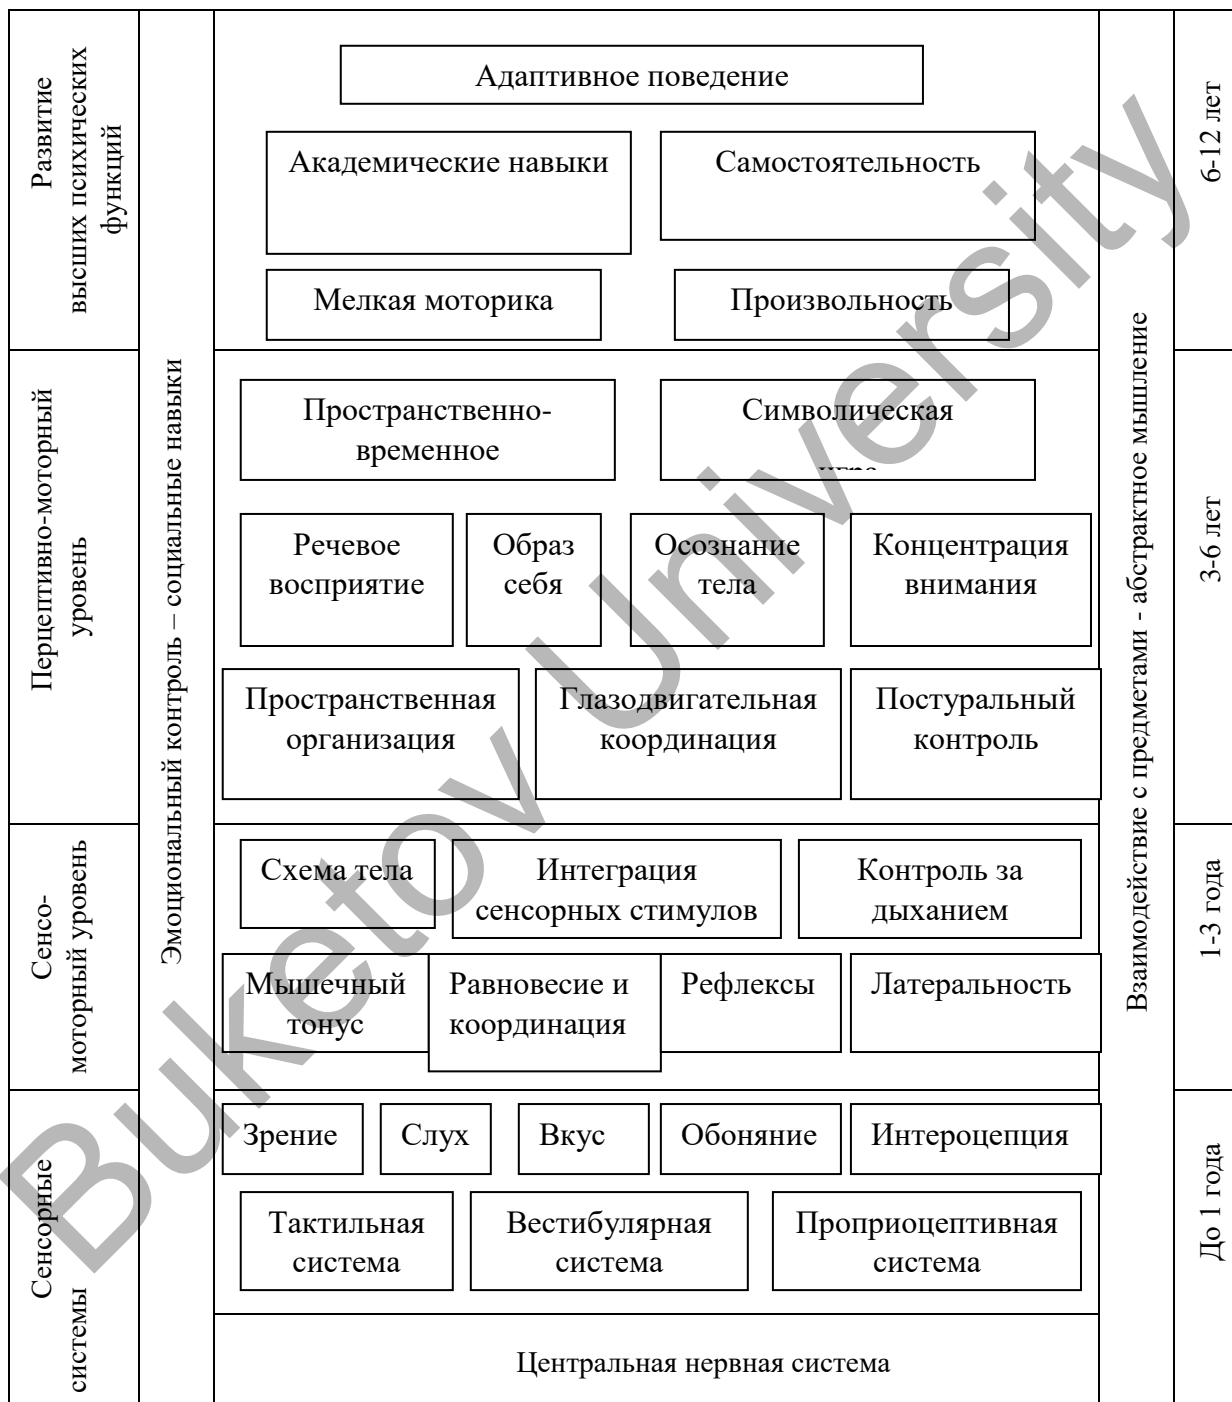 Развитие
высших психических
функций
Адаптивное поведение
Академические навыки
Самостоятельность
Мелкая моторика
Произвольность
6-12 лет
Эмоциональный контроль – социальные навыки
Взаимодействие с предметами - абстрактное мышление
Перцептивно-моторный
уровень
Пространственно-
временное
Символическая
Речевое
восприятие
Образ
себя
Осознание
тела
Концентрация
внимания
Пространственная
организация
Глазодвигательная
координация
Постуральный
контроль
3-6 лет
Сенсо-
моторный уровень
Схема тела
Интеграция
сенсорных стимулов
Контроль за
дыханием
Мышечный
тонус
Равновесие и
координация
Рефлексы
Латеральность
1-3 года
Сенсорные
системы
Зрение
Слух
Вкус
Обоняние
Интероцепция
Тактильная
система
Вестибулярная
система
Проприоцептивная
система
До 1 года
Центральная нервная система
Buketov University